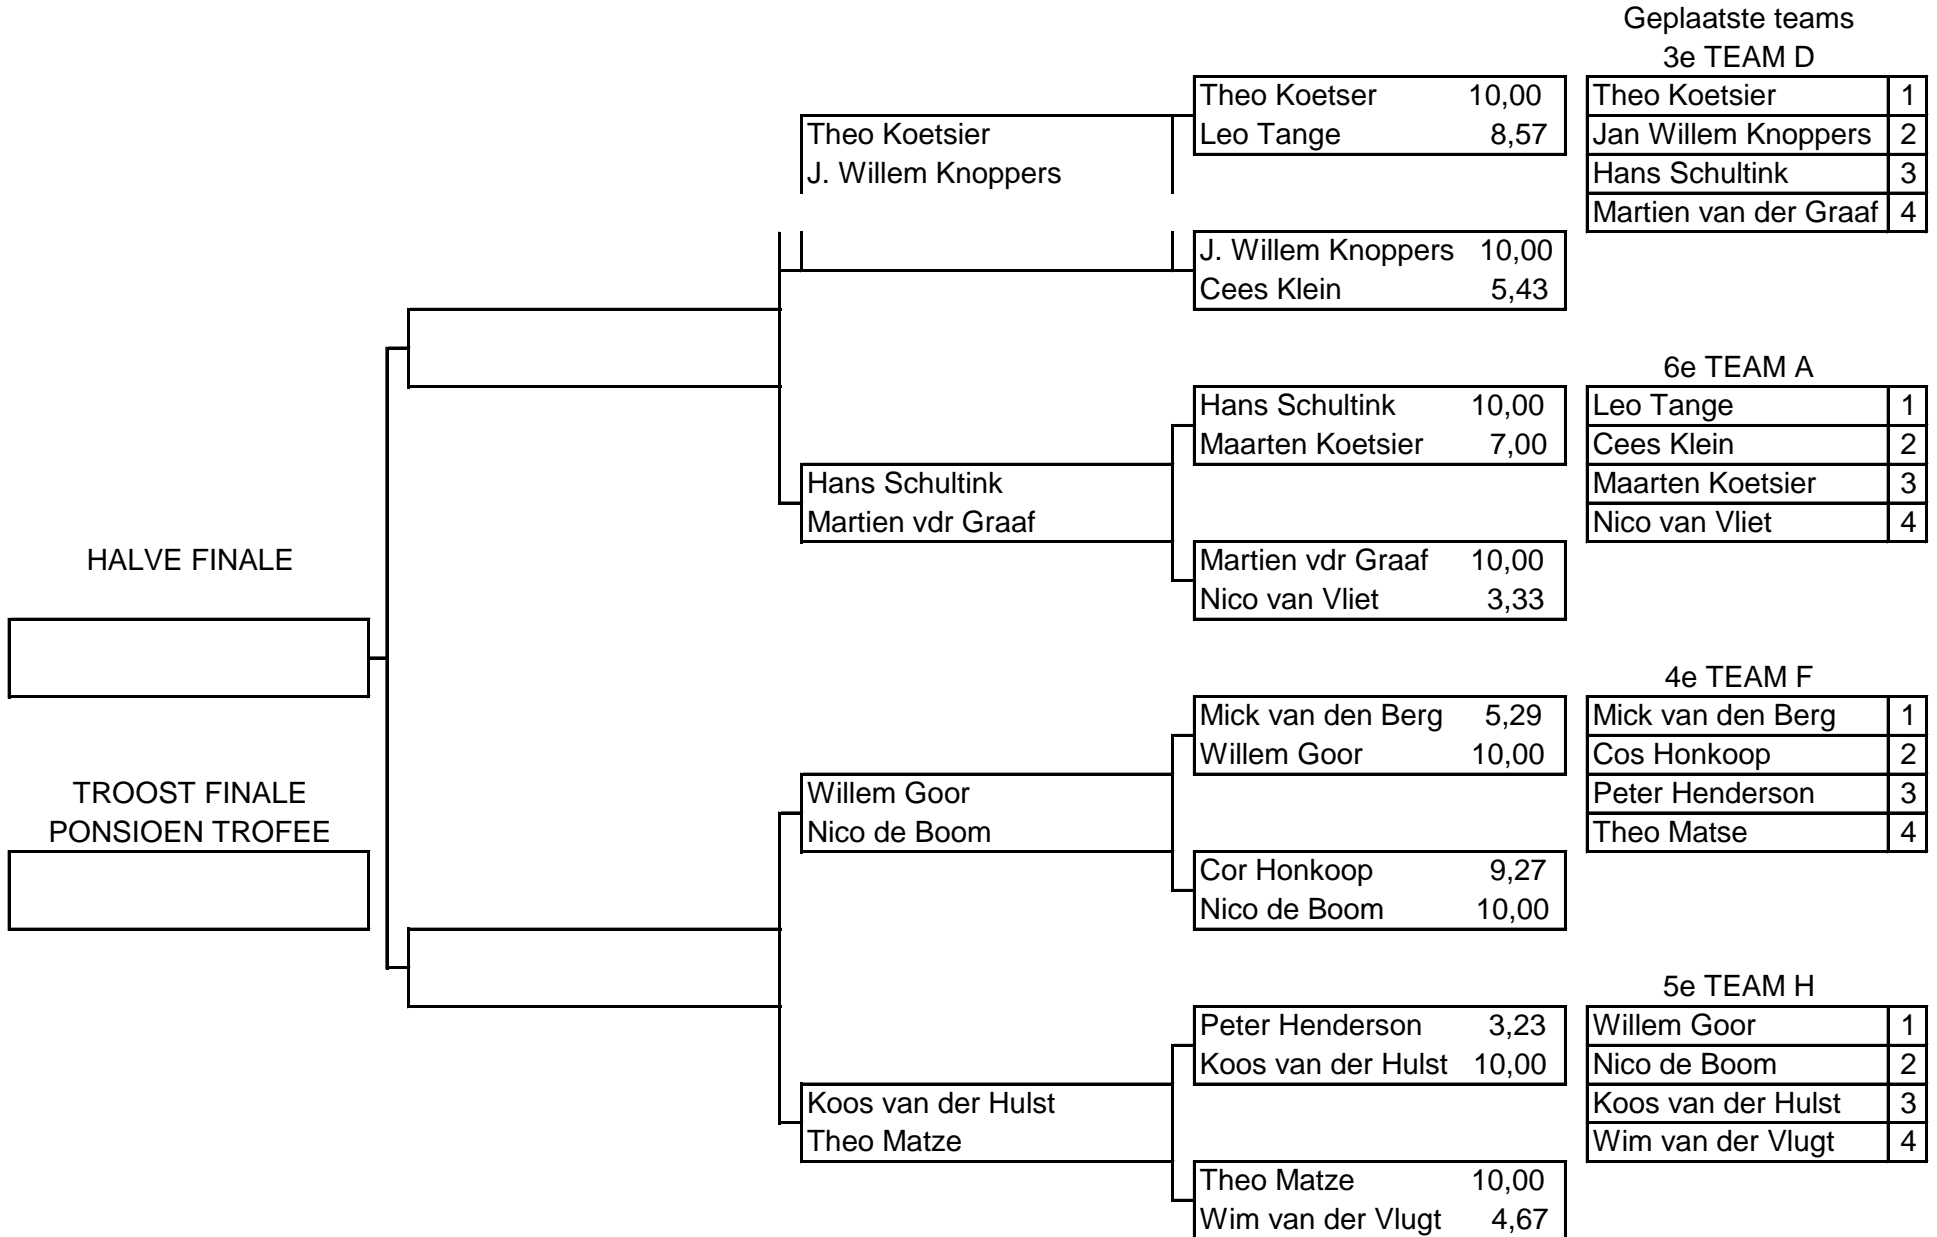 Geplaatste teams
3e TEAM D
Theo Koetser 10,00 Theo Koetsier 1
Theo Koetsier Leo Tange 8,57 Jan Willem Knoppers 2
J. Willem Knoppers Hans Schultink 3
Martien van der Graaf 4
J. Willem Knoppers 10,00
Cees Klein 5,43
6e TEAM A
Hans Schultink 10,00 Leo Tange 1
Maarten Koetsier 7,00 Cees Klein 2
Hans Schultink Maarten Koetsier 3
Martien vdr Graaf Nico van Vliet 4
HALVE FINALE Martien vdr Graaf 10,00
Nico van Vliet 3,33
4e TEAM F
Mick van den Berg 5,29 Mick van den Berg 1
Willem Goor 10,00 Cos Honkoop 2
TROOST FINALE Willem Goor Peter Henderson 3
PONSIOEN TROFEE Nico de Boom Theo Matse 4
Cor Honkoop 9,27
Nico de Boom 10,00
5e TEAM H
Peter Henderson 3,23 Willem Goor 1
Koos van der Hulst 10,00 Nico de Boom 2
Koos van der Hulst Koos van der Hulst 3
Theo Matze Wim van der Vlugt 4
Theo Matze 10,00
Wim van der Vlugt 4,67